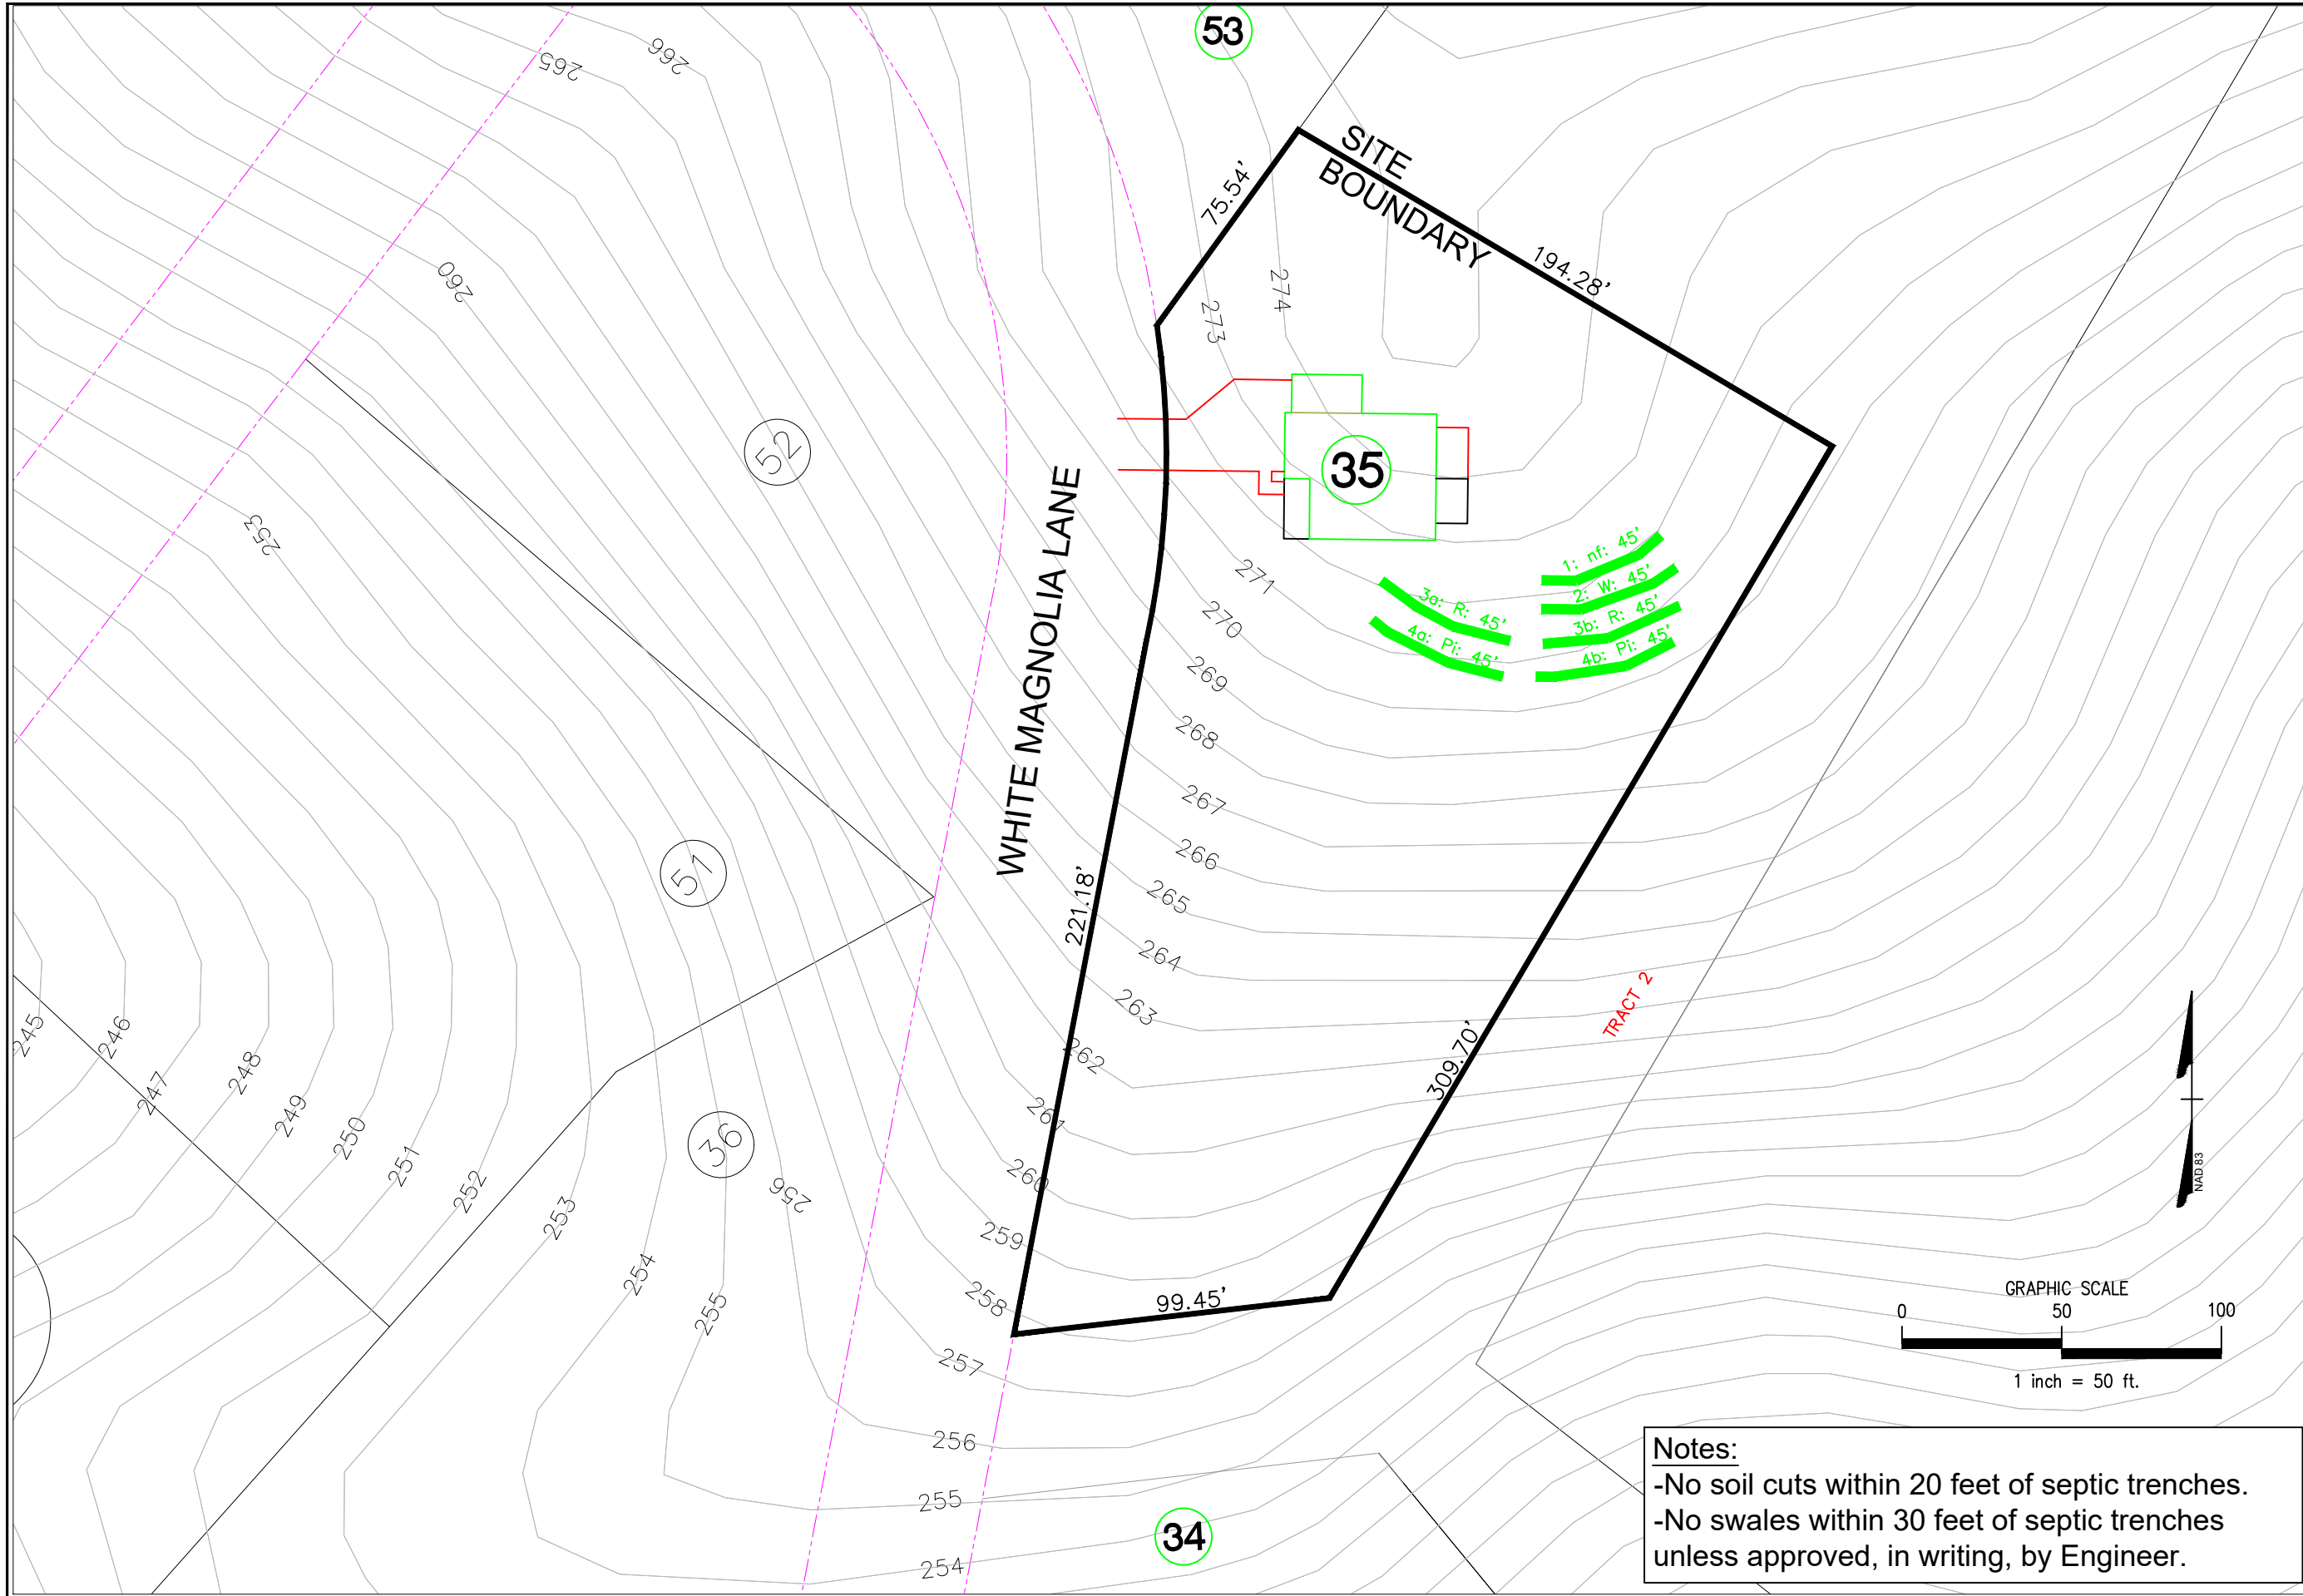 53
265
266
SITE
BOUNDARY
75.54'
194.28'
260
274
273
52
35
253
WHITE MAGNOLIA LANE
271
270
269
268
267
266
265
264
263
262
261
260
259
258
257
256
255
254
1: nf: 45'
2: W: 45'
3a: R: 45'
3b: R: 45'
4a: Pi: 45'
4b: Pi: 45'
51
221.18'
309.70'
TRACT 2
36
256
245
246
247
248
249
250
251
252
253
254
255
99.45'
34
NAD 83
GRAPHIC SCALE
0 50 100
1 inch = 50 ft.
Notes:
-No soil cuts within 20 feet of septic trenches.
-No swales within 30 feet of septic trenches
unless approved, in writing, by Engineer.